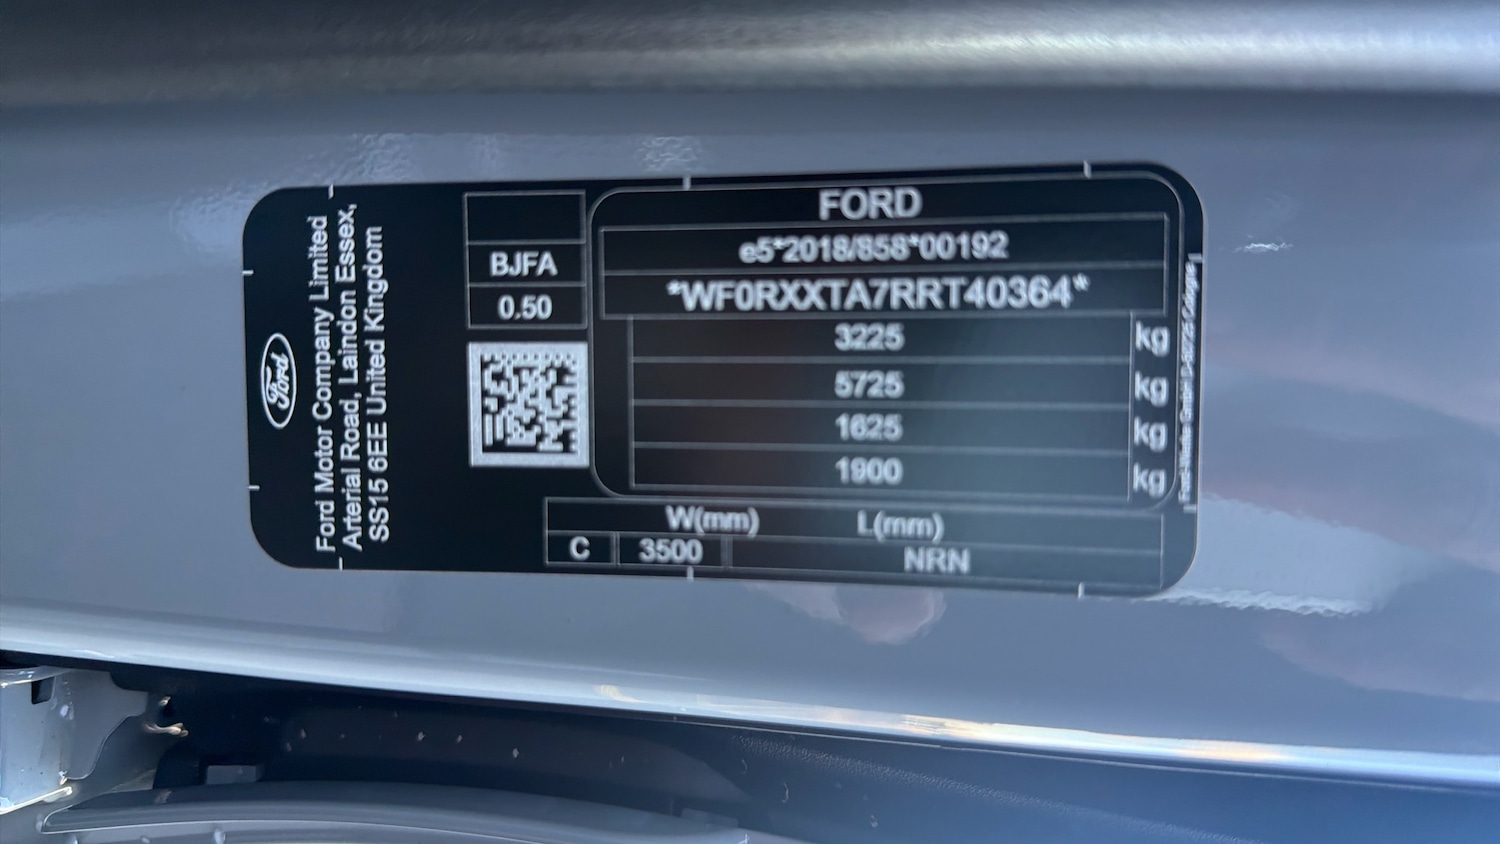 Ford
Ford Motor Company Limited
Arterial Road, Laindon Essex,
SS15 6EE United Kingdom
BJFA
0.50
FORD
e5*2018/858*00192
*WF0RXXTA7RRT40364*
3225 kg
5725 kg
1625 kg
1900 kg
W(mm) L(mm)
C 3500 NRN